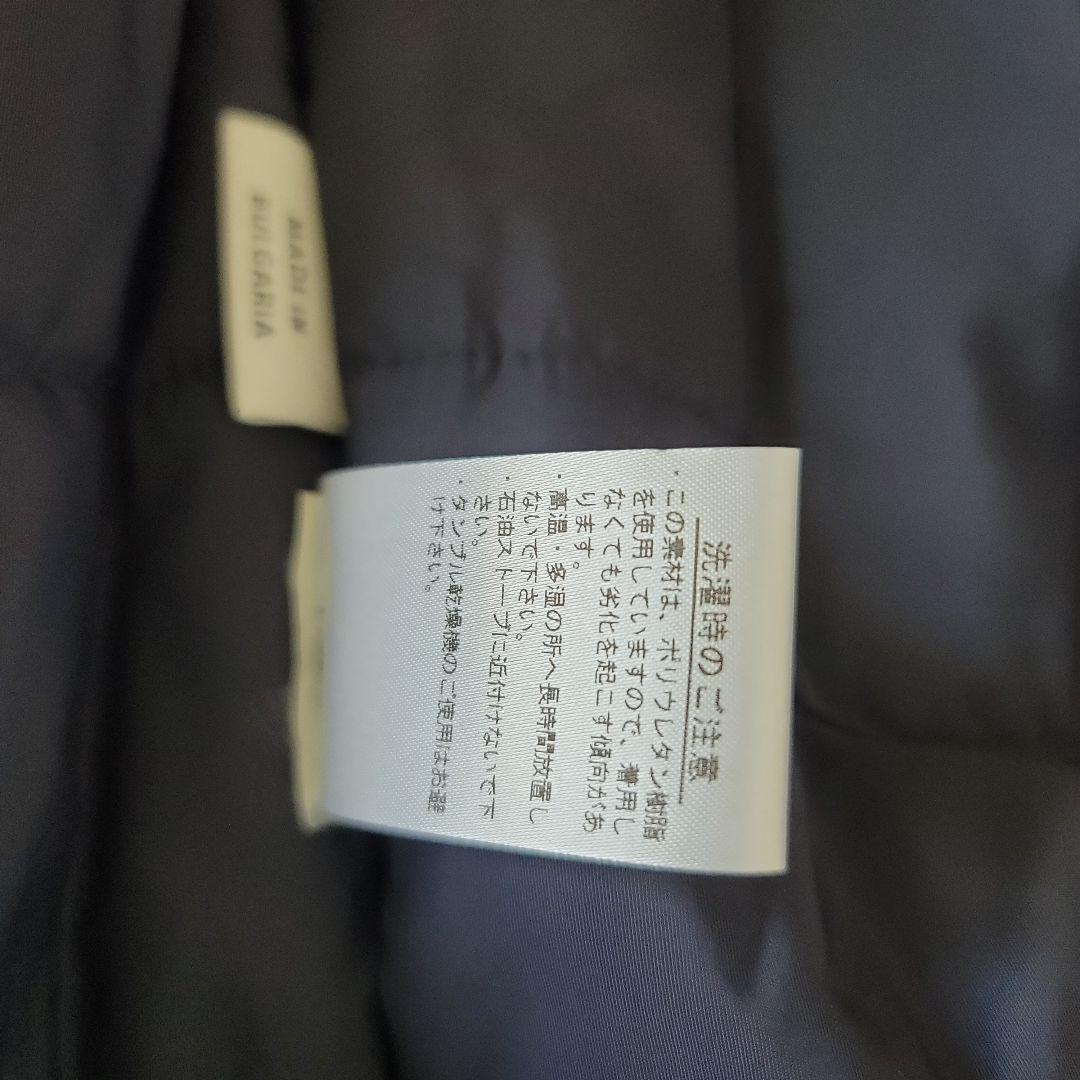 MADE IN
BULGARIA
洗濯時のご注意
・この素材は、ポリウレタン樹脂
を使用していますので、着用し
なくても劣化を起こす傾向があ
ります。
・高温・多湿の所へ長時間放置し
ないで下さい。
・石油ストーブに近付けないで下
さい。
・タンブル乾燥機のご使用はお避
け下さい。